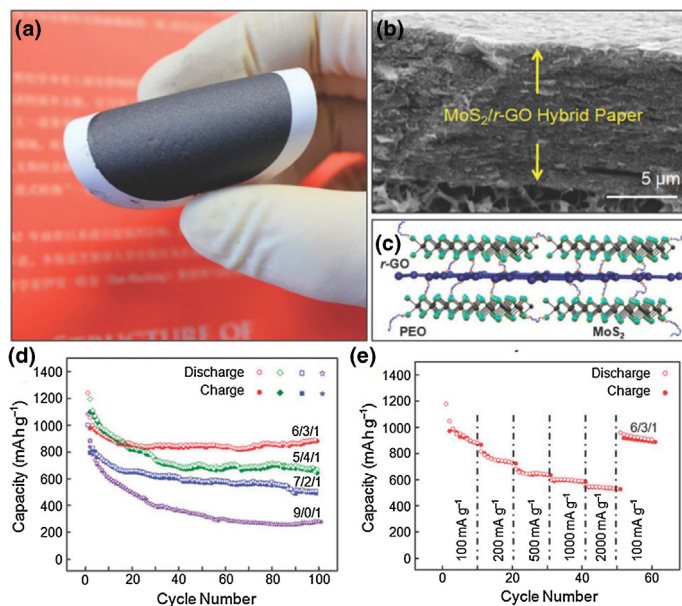 (a)
STRUCTURE OF
(b)
MoS₂/r-GO Hybrid Paper
5 μm
(c)
r-GO
PEO
MoS₂
(d)
Discharge
Charge
1400
1200
1000
800
600
400
200
0
Capacity (mAh g⁻¹)
6/3/1
5/4/1
7/2/1
9/0/1
0 20 40 60 80 100
Cycle Number
(e)
Discharge
Charge
1400
1200
1000
800
600
400
200
0
Capacity (mAh g⁻¹)
6/3/1
100 mA g⁻¹
200 mA g⁻¹
500 mA g⁻¹
1000 mA g⁻¹
2000 mA g⁻¹
100 mA g⁻¹
0 20 40 60
Cycle Number